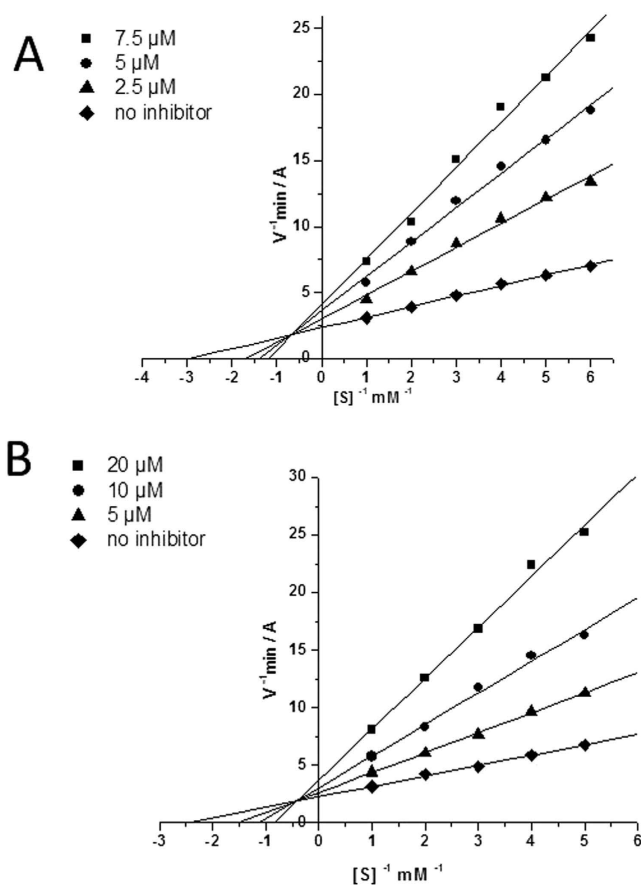 A
7.5 µM
5 µM
2.5 µM
no inhibitor
25
20
15
10
5
0
V⁻¹min / A
-4 -3 -2 -1 0 1 2 3 4 5 6
[S]⁻¹ mM⁻¹
B
20 µM
10 µM
5 µM
no inhibitor
30
25
20
15
10
5
0
V⁻¹min / A
-3 -2 -1 0 1 2 3 4 5 6
[S]⁻¹ mM⁻¹